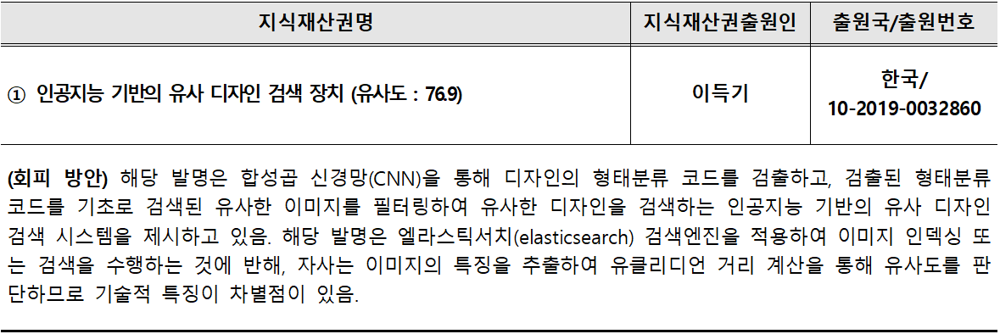 지식재산권명 지식재산권출원인 출원국/출원번호
① 인공지능 기반의 유사 디자인 검색 장치 (유사도 : 76.9) 이득기 한국/
10-2019-0032860
(회피 방안) 해당 발명은 합성곱 신경망(CNN)을 통해 디자인의 형태분류 코드를 검출하고, 검출된 형태분류
코드를 기초로 검색된 유사한 이미지를 필터링하여 유사한 디자인을 검색하는 인공지능 기반의 유사 디자인
검색 시스템을 제시하고 있음. 해당 발명은 엘라스틱서치(elasticsearch) 검색엔진을 적용하여 이미지 인덱싱 또
는 검색을 수행하는 것에 반해, 자사는 이미지의 특징을 추출하여 유클리디언 거리 계산을 통해 유사도를 판
단하므로 기술적 특징이 차별점이 있음.